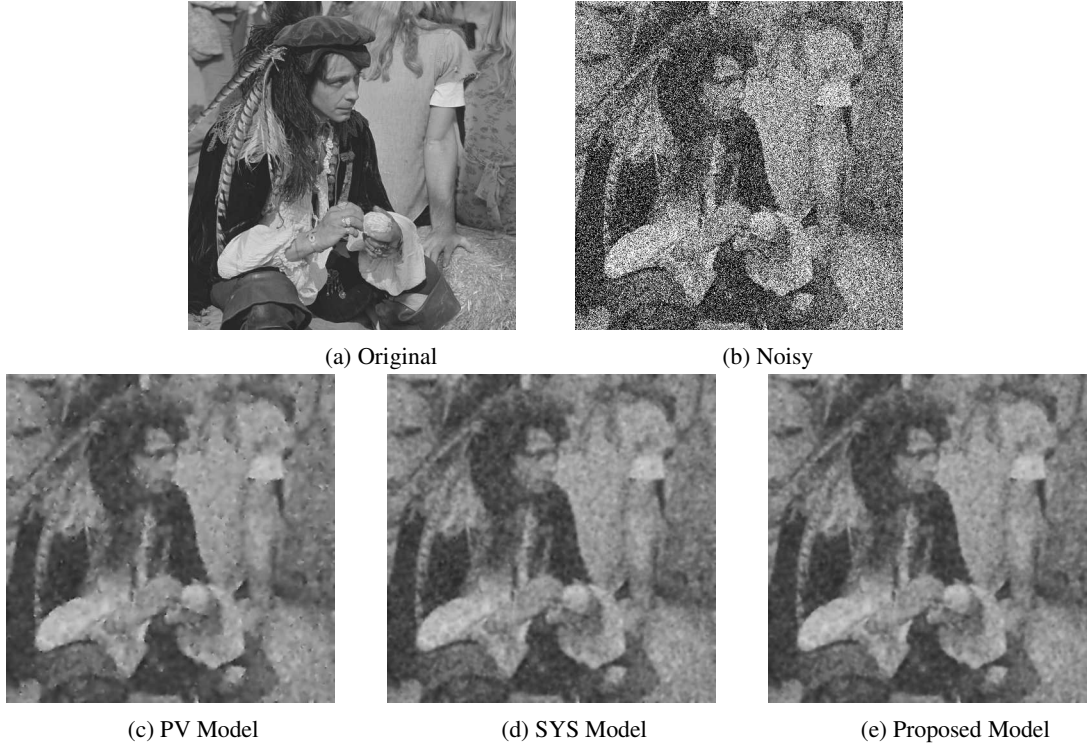 (a) Original
(b) Noisy
(c) PV Model
(d) SYS Model
(e) Proposed Model